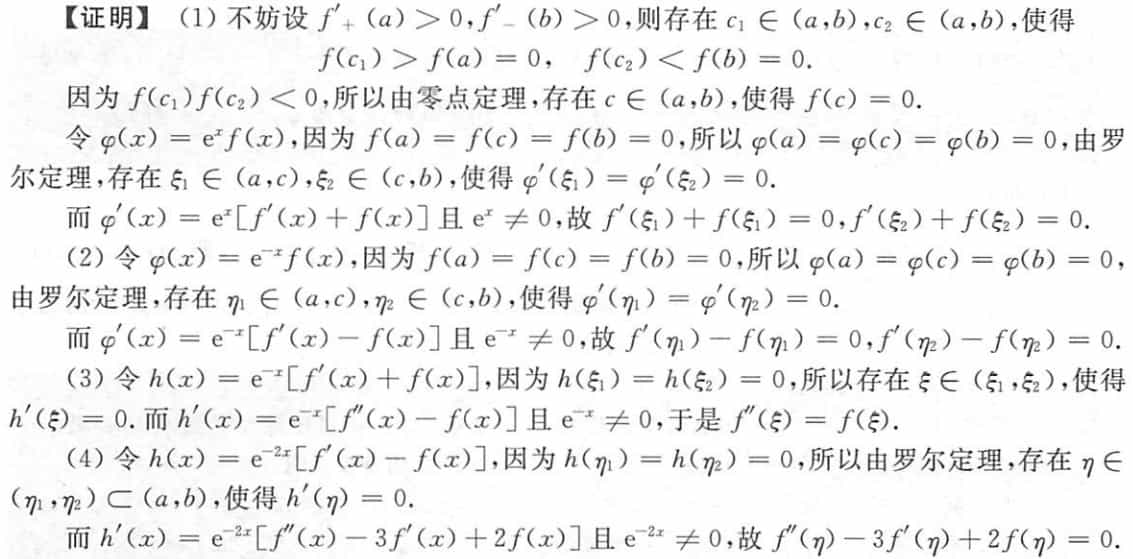 【证明】 (1) 不妨设 f′₊(a) > 0, f′₋(b) > 0,则存在 c₁ ∈ (a,b),c₂ ∈ (a,b),使得
f(c₁) > f(a) = 0, f(c₂) < f(b) = 0.
因为 f(c₁)f(c₂) < 0,所以由零点定理,存在 c ∈ (a,b),使得 f(c) = 0.
令 φ(x) = eˣf(x),因为 f(a) = f(c) = f(b) = 0,所以 φ(a) = φ(c) = φ(b) = 0,由罗
尔定理,存在 ξ₁ ∈ (a,c),ξ₂ ∈ (c,b),使得 φ′(ξ₁) = φ′(ξ₂) = 0.
而 φ′(x) = eˣ[f′(x) + f(x)] 且 eˣ ≠ 0,故 f′(ξ₁) + f(ξ₁) = 0,f′(ξ₂) + f(ξ₂) = 0.
(2) 令 φ(x) = e⁻ˣf(x),因为 f(a) = f(c) = f(b) = 0,所以 φ(a) = φ(c) = φ(b) = 0,
由罗尔定理,存在 η₁ ∈ (a,c),η₂ ∈ (c,b),使得 φ′(η₁) = φ′(η₂) = 0.
而 φ′(x) = e⁻ˣ[f′(x) − f(x)] 且 e⁻ˣ ≠ 0,故 f′(η₁) − f(η₁) = 0,f′(η₂) − f(η₂) = 0.
(3) 令 h(x) = e⁻ˣ[f′(x) + f(x)],因为 h(ξ₁) = h(ξ₂) = 0,所以存在 ξ ∈ (ξ₁,ξ₂),使得
h′(ξ) = 0. 而 h′(x) = e⁻ˣ[f″(x) − f(x)] 且 e⁻ˣ ≠ 0,于是 f″(ξ) = f(ξ).
(4) 令 h(x) = e⁻²ˣ[f′(x) − f(x)],因为 h(η₁) = h(η₂) = 0,所以由罗尔定理,存在 η ∈
(η₁,η₂) ⊂ (a,b),使得 h′(η) = 0.
而 h′(x) = e⁻²ˣ[f″(x) − 3f′(x) + 2f(x)] 且 e⁻²ˣ ≠ 0,故 f″(η) − 3f′(η) + 2f(η) = 0.